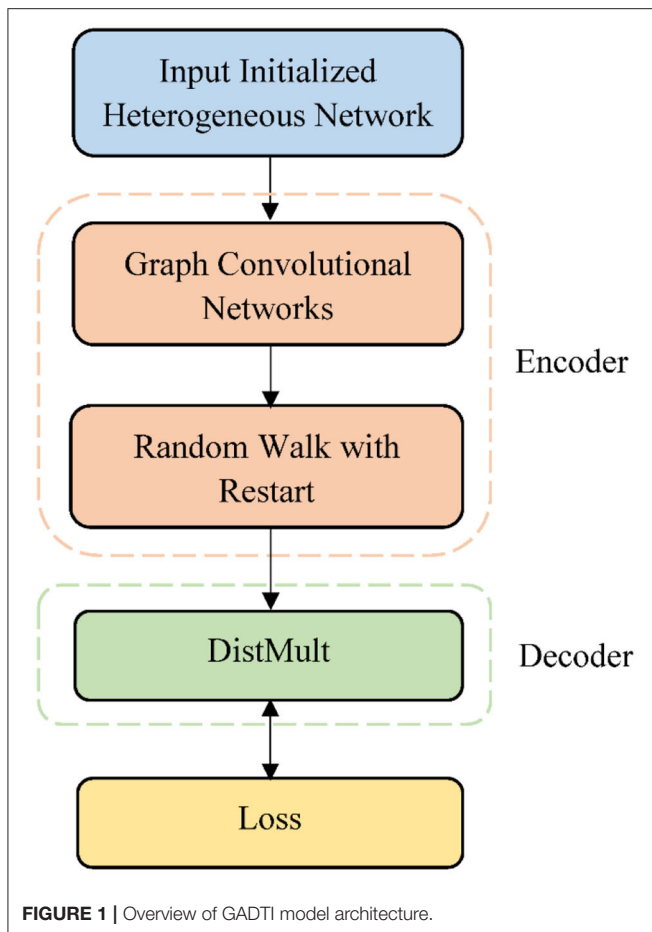 Input Initialized
Heterogeneous Network
Graph Convolutional
Networks
Encoder
Random Walk with
Restart
DistMult
Decoder
Loss
FIGURE 1 | Overview of GADTI model architecture.